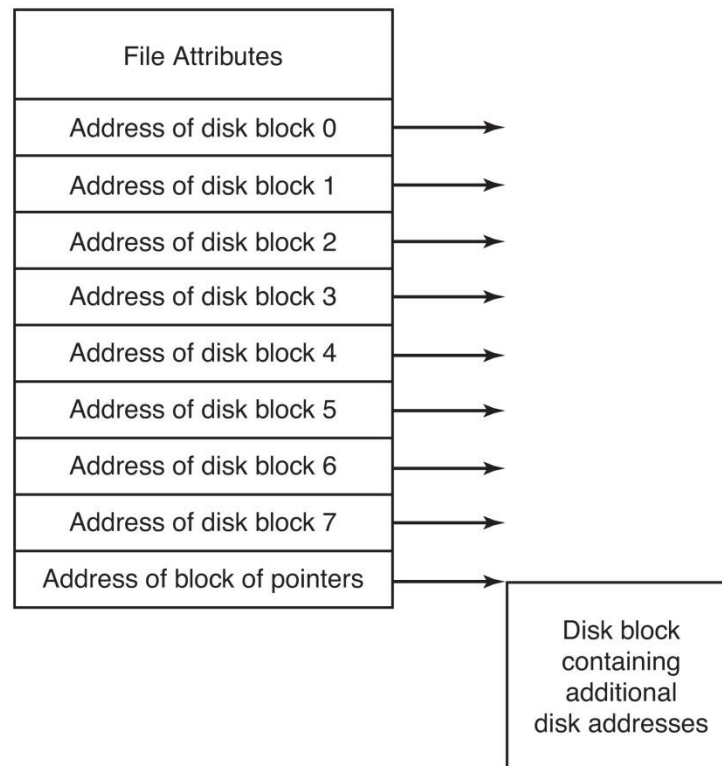 File Attributes
Address of disk block 0
Address of disk block 1
Address of disk block 2
Address of disk block 3
Address of disk block 4
Address of disk block 5
Address of disk block 6
Address of disk block 7
Address of block of pointers
Disk block
containing
additional
disk addresses